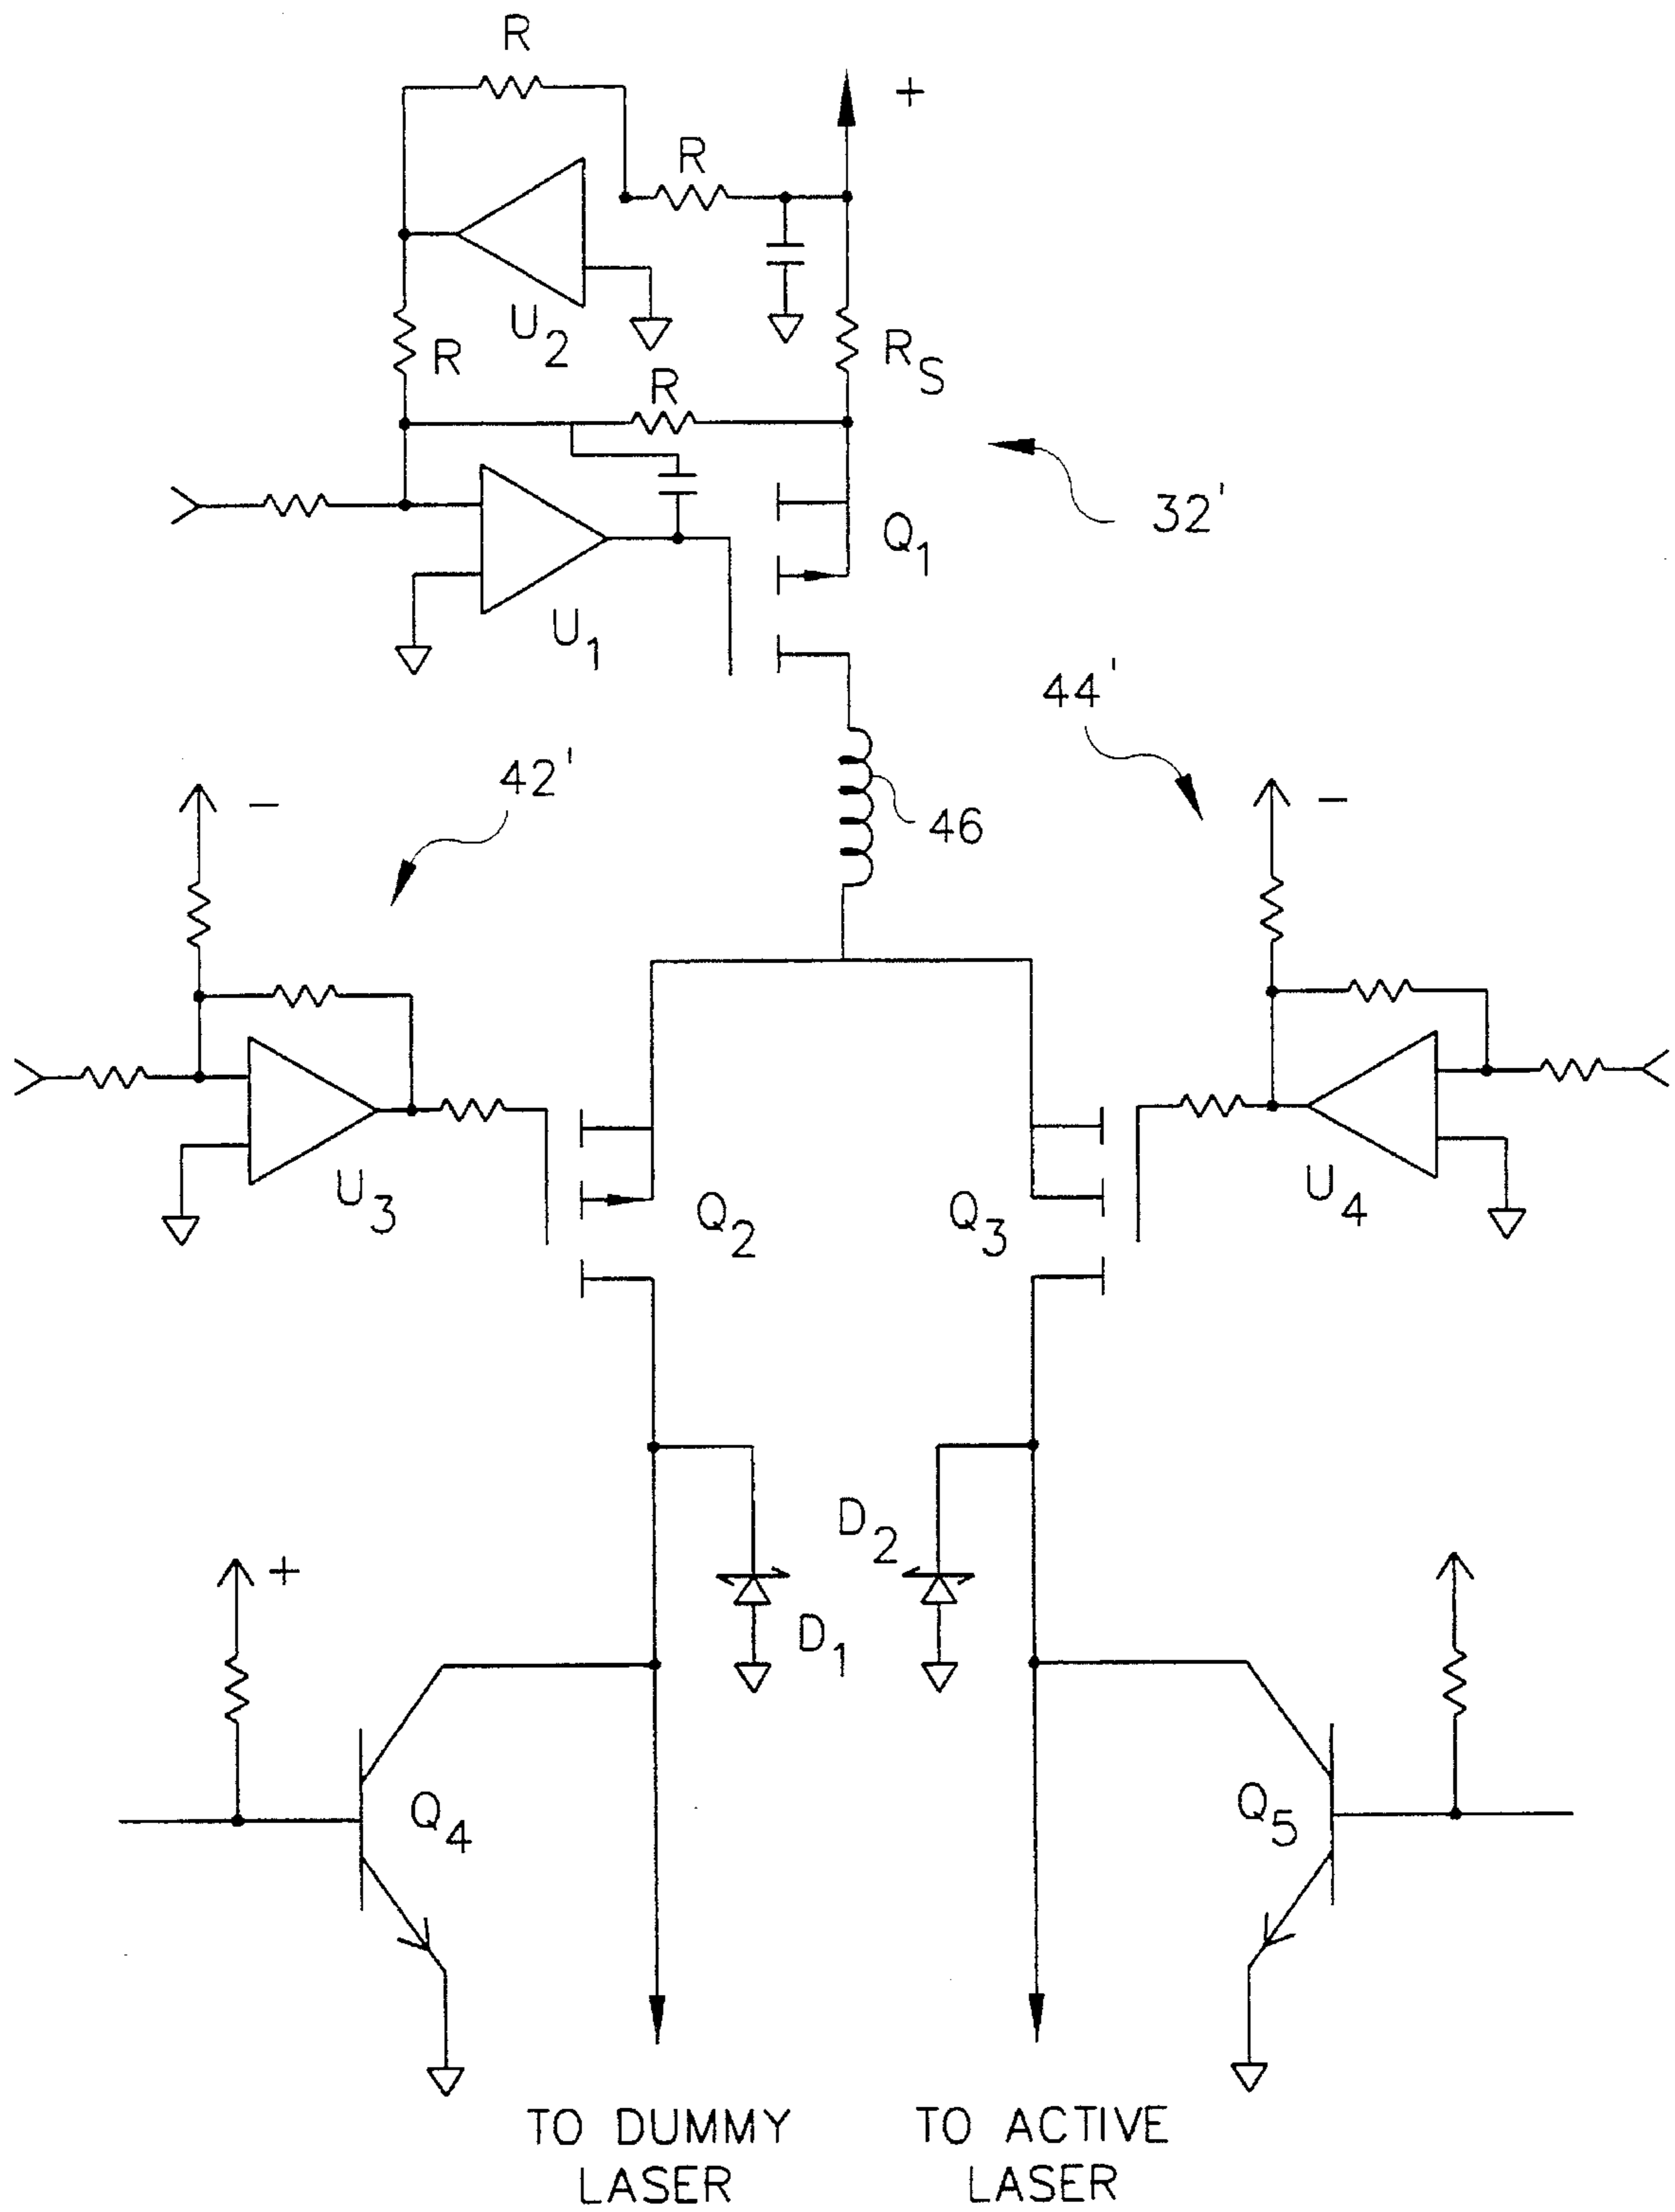 R
+
R
U2
R
RS
R
32'
Q1
U1
44'
42'
-
-
46
U3
Q2
Q3
U4
D2
+
D1
Q4
Q5
TO DUMMY
LASER
TO ACTIVE
LASER